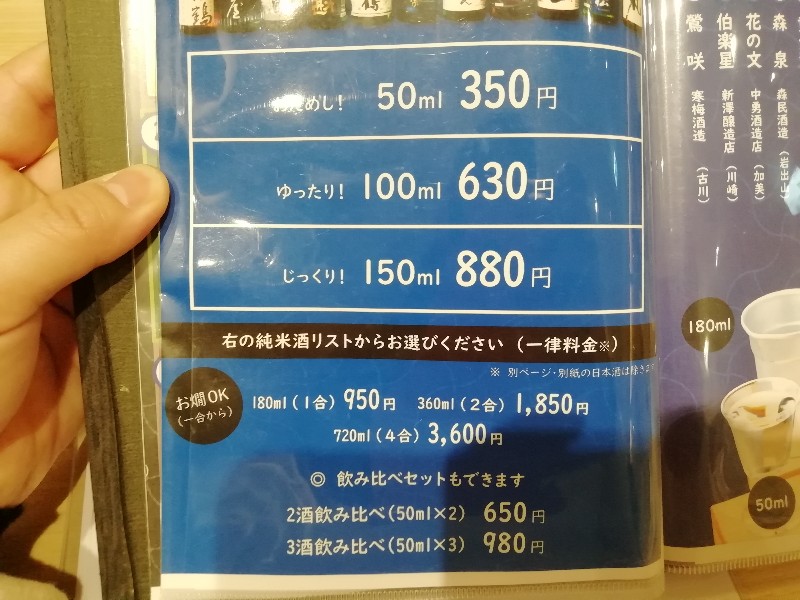 鶴
屋
おためし! 50ml 350円
ゆったり! 100ml 630円
じっくり! 150ml 880円
右の純米酒リストからお選びください (一律料金※)
※ 別ページ・別紙の日本酒は除きます
お燗OK
(一合から)
180ml(1合) 950円 360ml(2合) 1,850円
720ml(4合) 3,600円
◎ 飲み比べセットもできます
2酒飲み比べ(50ml×2) 650円
3酒飲み比べ(50ml×3) 980円
森泉 森民酒造 (岩出山)
花の文 中勇酒造店 (加美)
伯楽星 新澤醸造店 (川崎)
鶯咲 寒梅酒造 (古川)
180ml
50ml